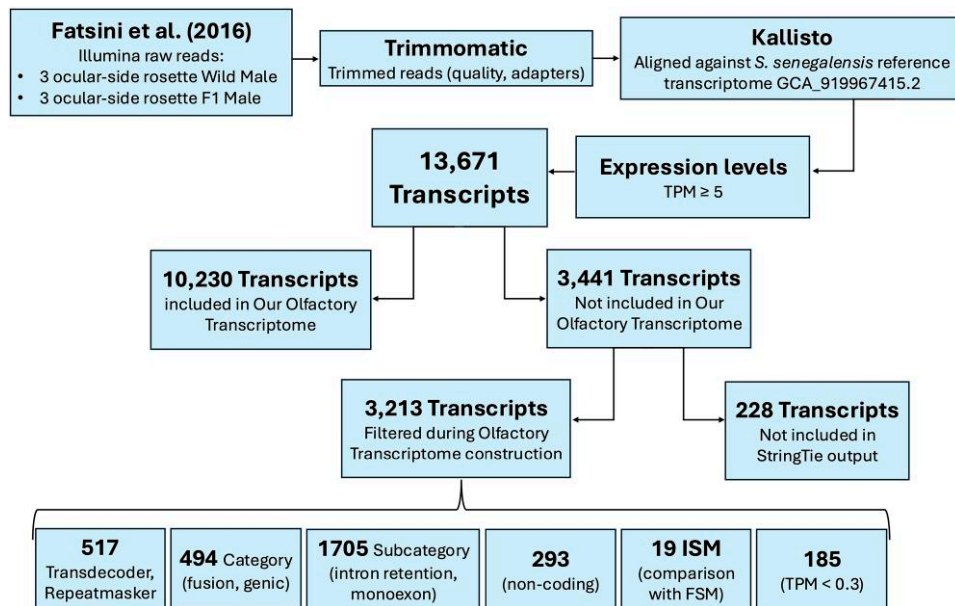 Fatsini et al. (2016)
Illumina raw reads:
• 3 ocular-side rosette Wild Male
• 3 ocular-side rosette F1 Male
Trimmomatic
Trimmed reads (quality, adapters)
Kallisto
Aligned against S. senegalensis reference
transcriptome GCA_919967415.2
Expression levels
TPM ≥ 5
13,671
Transcripts
10,230 Transcripts
included in Our Olfactory
Transcriptome
3,441 Transcripts
Not included in Our
Olfactory Transcriptome
3,213 Transcripts
Filtered during Olfactory
Transcriptome construction
228 Transcripts
Not included in
StringTie output
517
Transdecoder,
Repeatmasker
494 Category
(fusion, genic)
1705 Subcategory
(intron retention,
monoexon)
293
(non-coding)
19 ISM
(comparison
with FSM)
185
(TPM < 0.3)